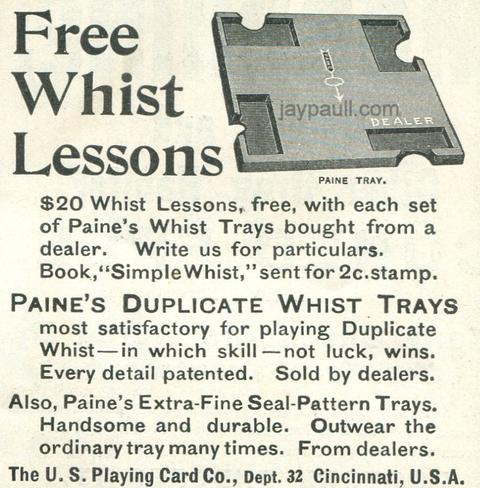 Free
Whist
Lessons
jaypaull.com
DEALER
PAINE TRAY.
$20 Whist Lessons, free, with each set
of Paine's Whist Trays bought from a
dealer. Write us for particulars.
Book, "Simple Whist," sent for 2c. stamp.
PAINE'S DUPLICATE WHIST TRAYS
most satisfactory for playing Duplicate
Whist—in which skill—not luck, wins.
Every detail patented. Sold by dealers.
Also, Paine's Extra-Fine Seal-Pattern Trays.
Handsome and durable. Outwear the
ordinary tray many times. From dealers.
The U. S. Playing Card Co., Dept. 32 Cincinnati, U.S.A.